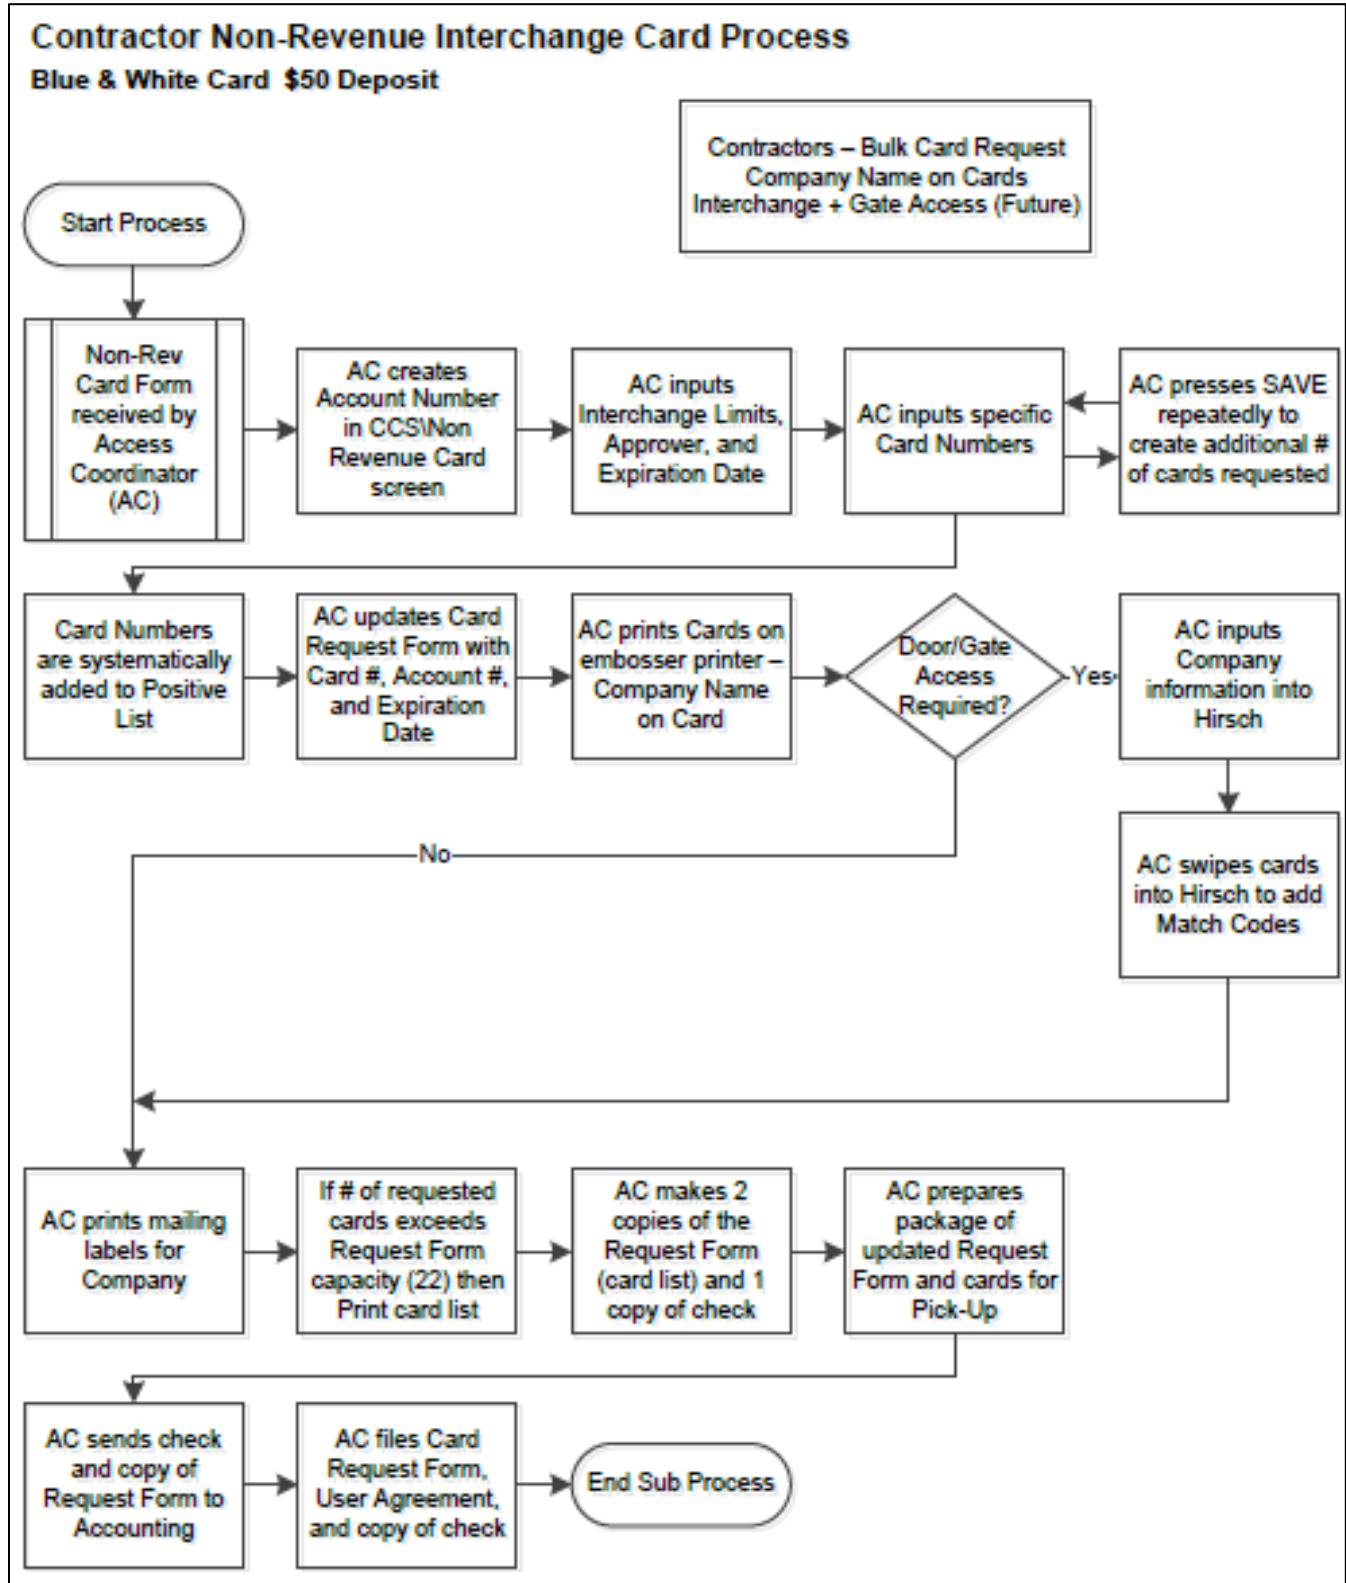 Contractor Non-Revenue Interchange Card Process
Blue & White Card $50 Deposit
Contractors – Bulk Card Request
Company Name on Cards
Interchange + Gate Access (Future)
Start Process
Non-Rev
Card Form
received by
Access
Coordinator
(AC)
AC creates
Account Number
in CCS\Non
Revenue Card
screen
AC inputs
Interchange Limits,
Approver, and
Expiration Date
AC inputs specific
Card Numbers
AC presses SAVE
repeatedly to
create additional #
of cards requested
Card Numbers
are systematically
added to Positive
List
AC updates Card
Request Form with
Card #, Account #,
and Expiration
Date
AC prints Cards on
embosser printer –
Company Name
on Card
Door/Gate
Access
Required?
Yes
AC inputs
Company
information into
Hirsch
No
AC swipes cards
into Hirsch to add
Match Codes
AC prints mailing
labels for
Company
If # of requested
cards exceeds
Request Form
capacity (22) then
Print card list
AC makes 2
copies of the
Request Form
(card list) and 1
copy of check
AC prepares
package of
updated Request
Form and cards for
Pick-Up
AC sends check
and copy of
Request Form to
Accounting
AC files Card
Request Form,
User Agreement,
and copy of check
End Sub Process